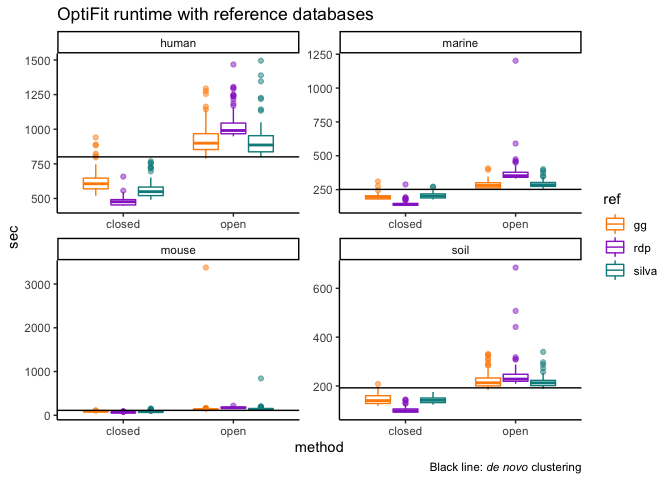 OptiFit runtime with reference databases
human
marine
1500
1250
1000
750
500
1250
1000
750
500
250
closed
open
closed
open
sec
mouse
soil
3000
2000
1000
0
600
400
200
closed
open
closed
open
method
ref
gg
rdp
silva
Black line: de novo clustering